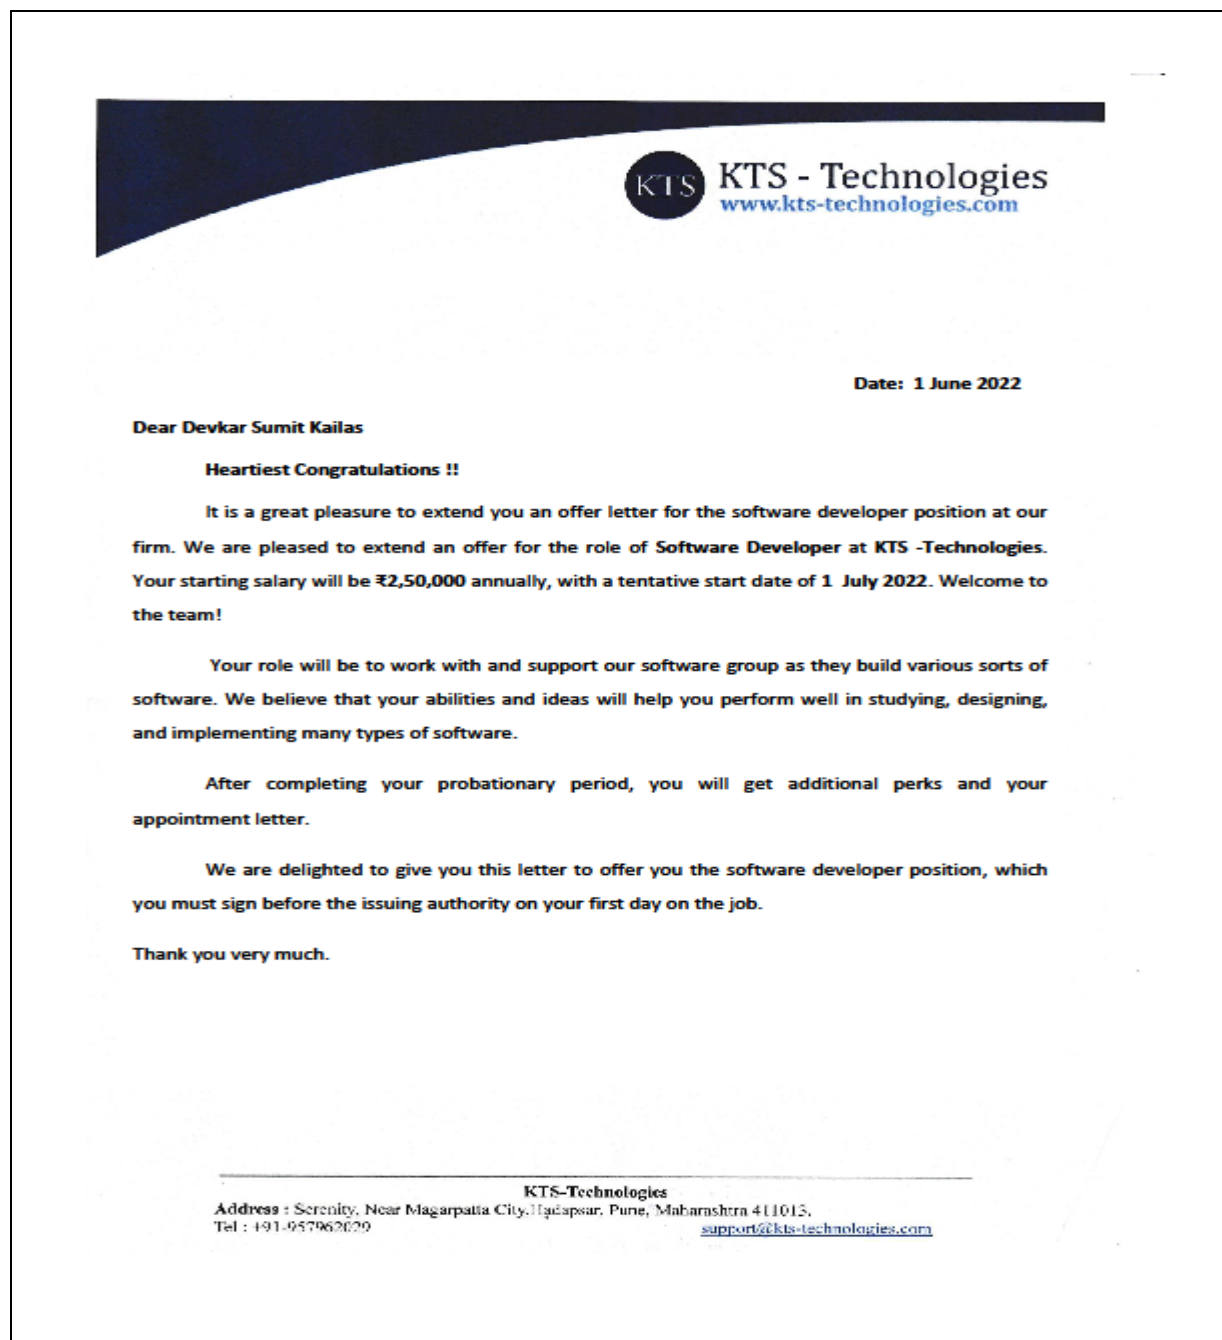 KTS
KTS - Technologies
www.kts-technologies.com
Date: 1 June 2022
Dear Devkar Sumit Kailas
Heartiest Congratulations !!
It is a great pleasure to extend you an offer letter for the software developer position at our
firm. We are pleased to extend an offer for the role of Software Developer at KTS -Technologies.
Your starting salary will be ₹2,50,000 annually, with a tentative start date of 1 July 2022. Welcome to
the team!
Your role will be to work with and support our software group as they build various sorts of
software. We believe that your abilities and ideas will help you perform well in studying, designing,
and implementing many types of software.
After completing your probationary period, you will get additional perks and your
appointment letter.
We are delighted to give you this letter to offer you the software developer position, which
you must sign before the issuing authority on your first day on the job.
Thank you very much.
KTS-Technologies
Address : Serenity, Near Magarpatta City,Hadapsar, Pune, Maharashtra 411013.
Tel : +91-957962029 support@kts-technologies.com